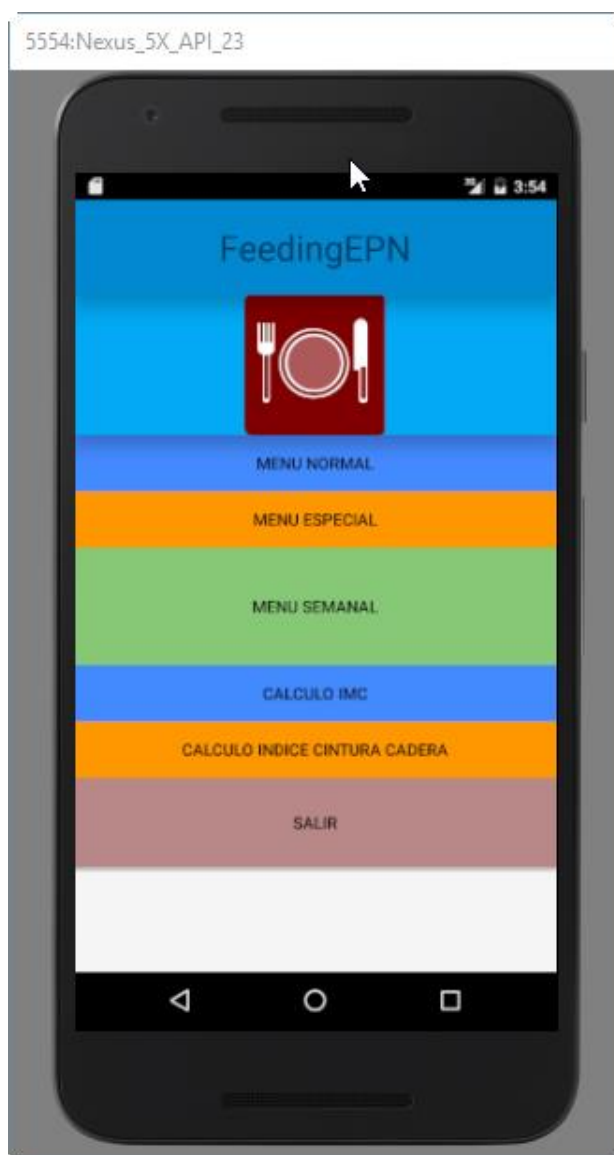 5554:Nexus_5X_API_23
3:54
FeedingEPN
MENU NORMAL
MENU ESPECIAL
MENU SEMANAL
CALCULO IMC
CALCULO INDICE CINTURA CADERA
SALIR